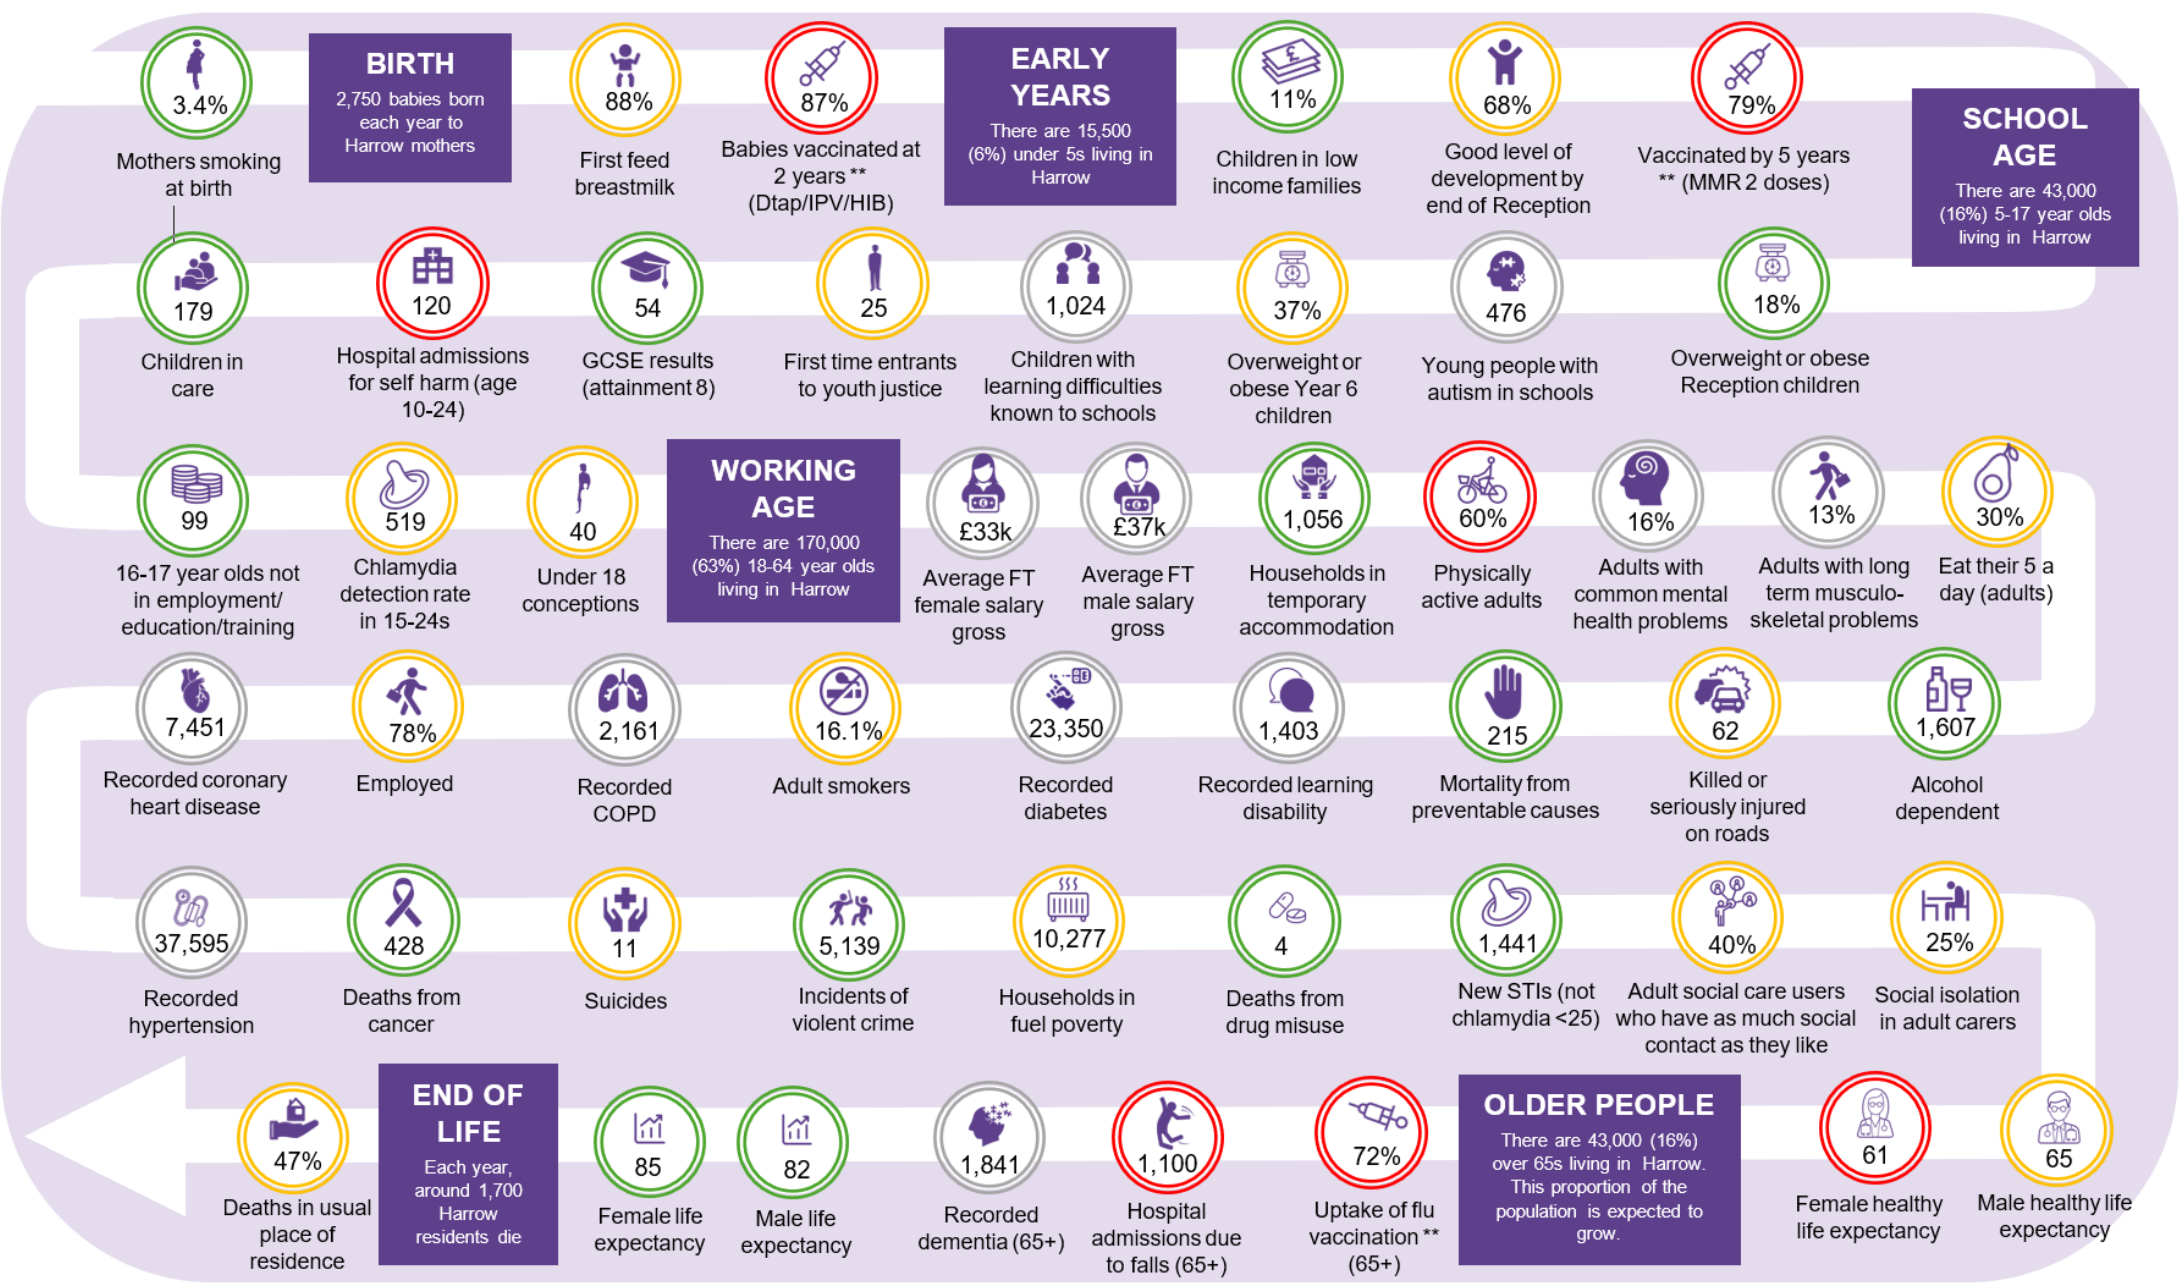 3.4%
Mothers smoking
at birth
BIRTH
2,750 babies born
each year to
Harrow mothers
88%
First feed
breastmilk
87%
Babies vaccinated at
2 years **
(Dtap/IPV/HIB)
EARLY
YEARS
There are 15,500
(6%) under 5s living in
Harrow
£
11%
Children in low
income families
68%
Good level of
development by
end of Reception
79%
Vaccinated by 5 years
** (MMR 2 doses)
SCHOOL
AGE
There are 43,000
(16%) 5-17 year olds
living in Harrow
179
Children in
care
120
Hospital admissions
for self harm (age
10-24)
54
GCSE results
(attainment 8)
25
First time entrants
to youth justice
1,024
Children with
learning difficulties
known to schools
37%
Overweight or
obese Year 6
children
476
Young people with
autism in schools
18%
Overweight or obese
Reception children
99
16-17 year olds not
in employment/
education/training
519
Chlamydia
detection rate
in 15-24s
40
Under 18
conceptions
WORKING
AGE
There are 170,000
(63%) 18-64 year olds
living in Harrow
£33k
Average FT
female salary
gross
£37k
Average FT
male salary
gross
1,056
Households in
temporary
accommodation
60%
Physically
active adults
16%
Adults with
common mental
health problems
13%
Adults with long
term musculo-
skeletal problems
30%
Eat their 5 a
day (adults)
7,451
Recorded coronary
heart disease
78%
Employed
2,161
Recorded
COPD
16.1%
Adult smokers
23,350
Recorded
diabetes
1,403
Recorded learning
disability
215
Mortality from
preventable causes
62
Killed or
seriously injured
on roads
1,607
Alcohol
dependent
37,595
Recorded
hypertension
428
Deaths from
cancer
11
Suicides
5,139
Incidents of
violent crime
10,277
Households in
fuel poverty
4
Deaths from
drug misuse
1,441
New STIs (not
chlamydia <25)
40%
Adult social care users
who have as much social
contact as they like
25%
Social isolation
in adult carers
47%
Deaths in usual
place of
residence
END OF
LIFE
Each year,
around 1,700
Harrow
residents die
85
Female life
expectancy
82
Male life
expectancy
1,841
Recorded
dementia (65+)
1,100
Hospital
admissions due
to falls (65+)
72%
Uptake of flu
vaccination **
(65+)
OLDER PEOPLE
There are 43,000 (16%)
over 65s living in Harrow.
This proportion of the
population is expected to
grow.
61
Female healthy
life expectancy
65
Male healthy life
expectancy